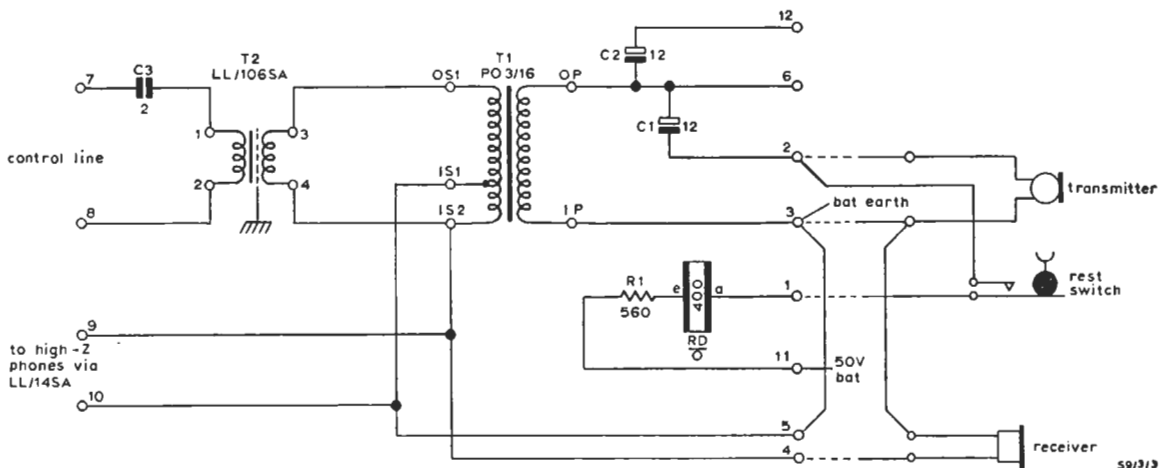 12
C2 12
T1
PO 3/16
T2
LL/106SA
C3
2
7
OS1
OP
6
C1 12
1
3
control line
2
transmitter
2
4
IS1
bat earth
8
IS2
IP
3
R1
560
e
400
a
1
rest
switch
RD
O
9
to high-Z
phones via
LL/14SA
11
50V
bat
10
5
receiver
4
S9/3/3